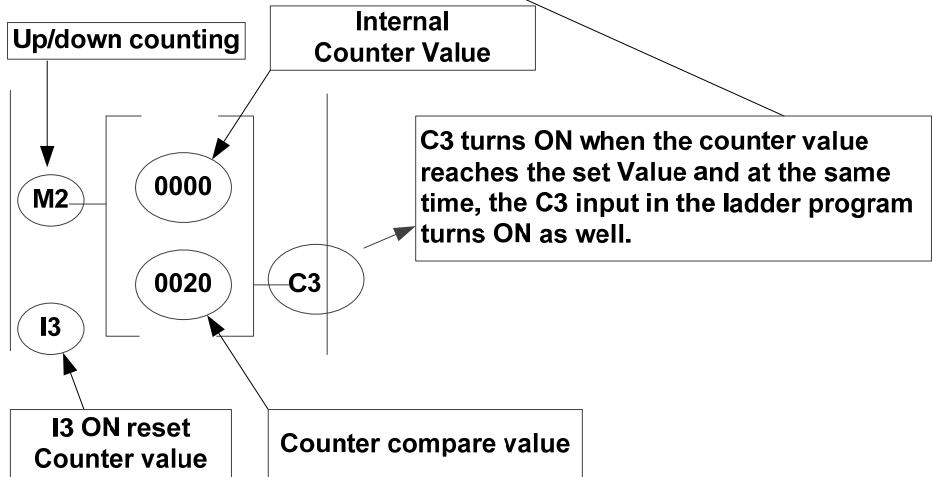 Up/down counting
Internal
Counter Value
M2
0000
0020
C3
I3
C3 turns ON when the counter value
reaches the set Value and at the same
time, the C3 input in the ladder program
turns ON as well.
I3 ON reset
Counter value
Counter compare value